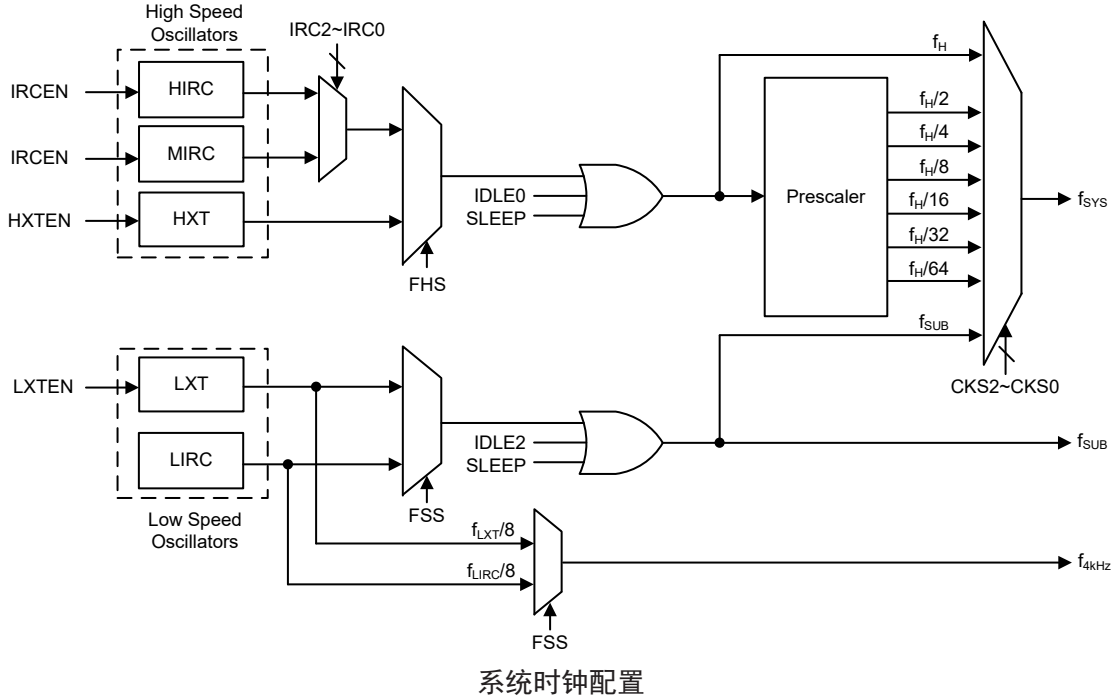 High Speed
Oscillators
IRC2~IRC0
IRCEN
HIRC
IRCEN
MIRC
HXTEN
HXT
FHS
IDLE0
SLEEP
Prescaler
fH
fH/2
fH/4
fH/8
fH/16
fH/32
fH/64
fSUB
fSYS
CKS2~CKS0
LXTEN
LXT
LIRC
Low Speed
Oscillators
FSS
IDLE2
SLEEP
fSUB
fLXT/8
fLIRC/8
FSS
f4kHz
系统时钟配置